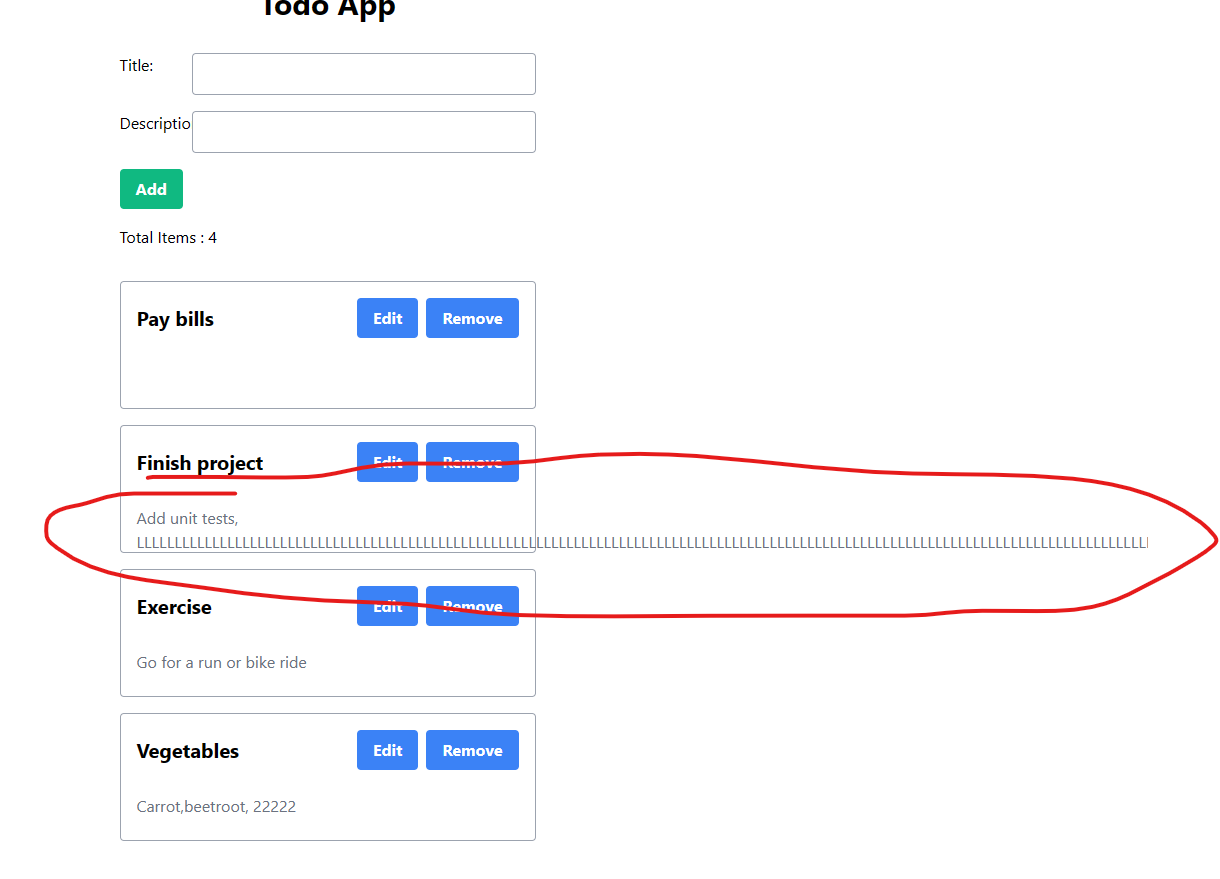 Todo App
Title:
Descriptio
Add
Total Items : 4
Pay bills
Edit
Remove
Finish project
Edit
Remove
Add unit tests,
Exercise
Edit
Remove
Go for a run or bike ride
Vegetables
Edit
Remove
Carrot,beetroot, 22222